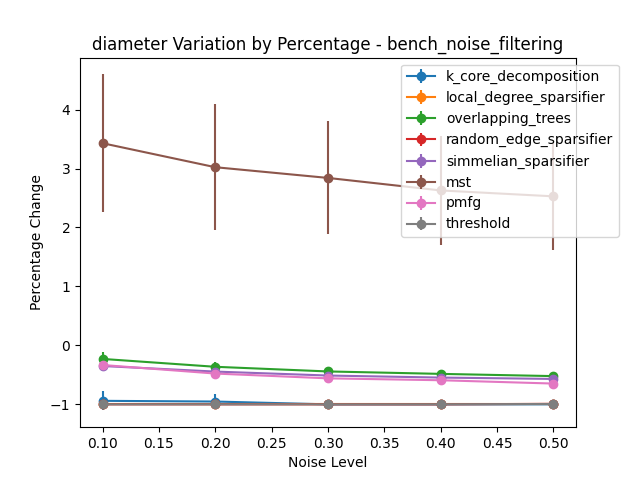 diameter Variation by Percentage - bench_noise_filtering
k_core_decomposition
local_degree_sparsifier
overlapping_trees
random_edge_sparsifier
simmelian_sparsifier
mst
pmfg
threshold
Percentage Change
4
3
2
1
0
−1
0.10 0.15 0.20 0.25 0.30 0.35 0.40 0.45 0.50
Noise Level